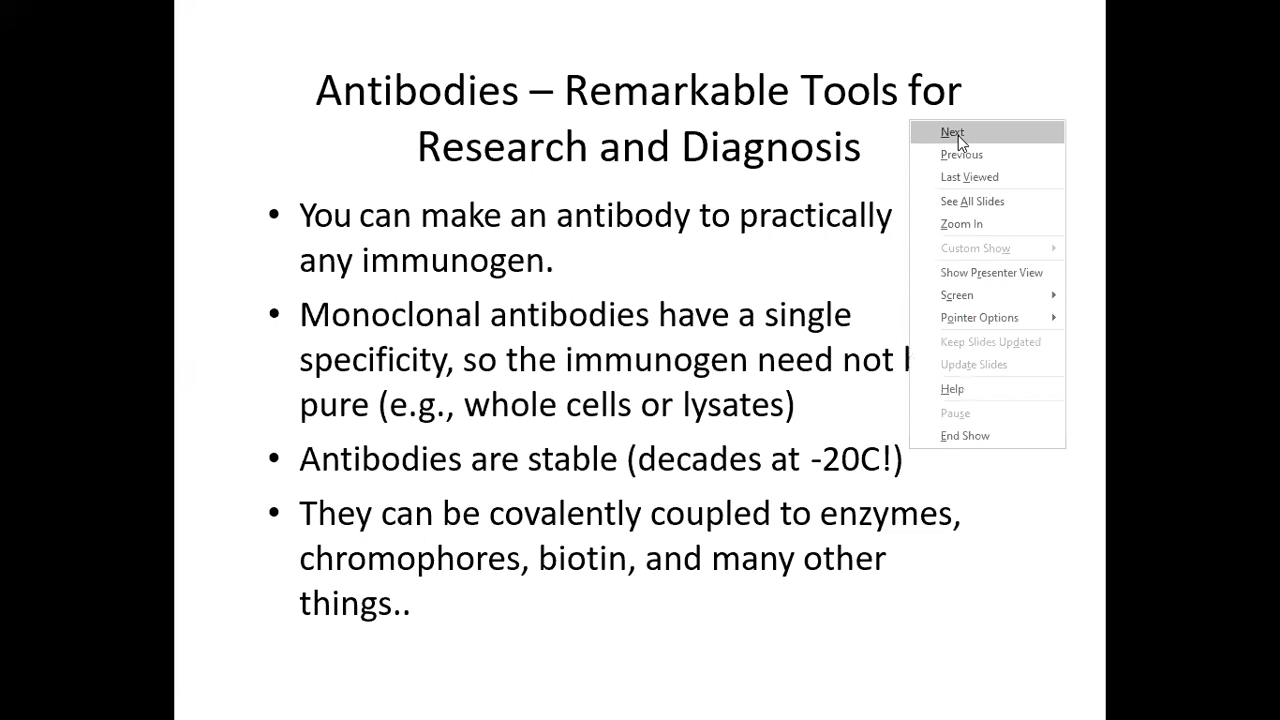 Antibodies – Remarkable Tools for
Research and Diagnosis
• You can make an antibody to practically
any immunogen.
• Monoclonal antibodies have a single
specificity, so the immunogen need not
pure (e.g., whole cells or lysates)
• Antibodies are stable (decades at -20C!)
• They can be covalently coupled to enzymes,
chromophores, biotin, and many other
things..
Next
Previous
Last Viewed
See All Slides
Zoom In
Custom Show
Show Presenter View
Screen
Pointer Options
Keep Slides Updated
Update Slides
Help
Pause
End Show